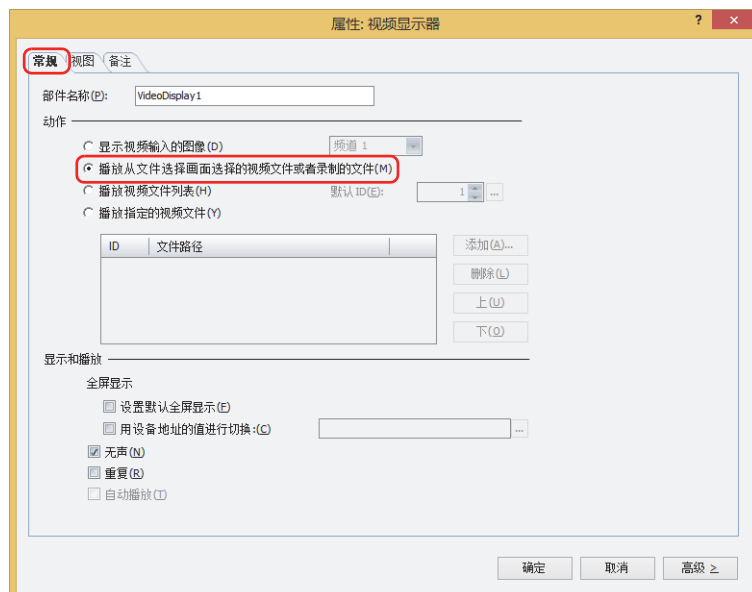 属性: 视频显示器
?
×
常规 视图 备注
部件名称(P): VideoDisplay1
动作
显示视频输入的图像(D) 频道 1
播放从文件选择画面选择的视频文件或者录制的文件(M)
播放视频文件列表(H) 默认ID(E): 1 ...
播放指定的视频文件(Y)
ID 文件路径 添加(A)...
删除(L)
上(U)
下(O)
显示和播放
全屏显示
设置默认全屏显示(F)
用设备地址的值进行切换:(C) ...
无声(N)
重复(R)
自动播放(T)
确定 取消 高级 >